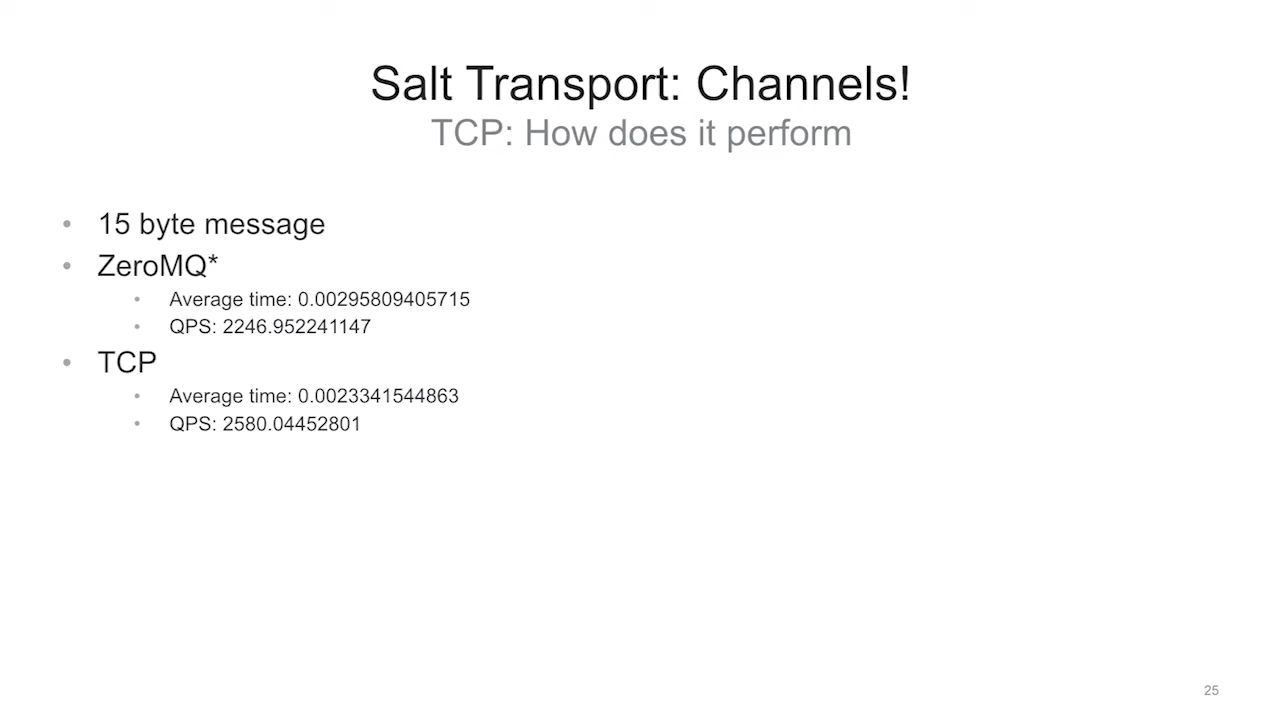 Salt Transport: Channels!
TCP: How does it perform
• 15 byte message
• ZeroMQ*
• Average time: 0.00295809405715
• QPS: 2246.952241147
• TCP
• Average time: 0.0023341544863
• QPS: 2580.04452801
25